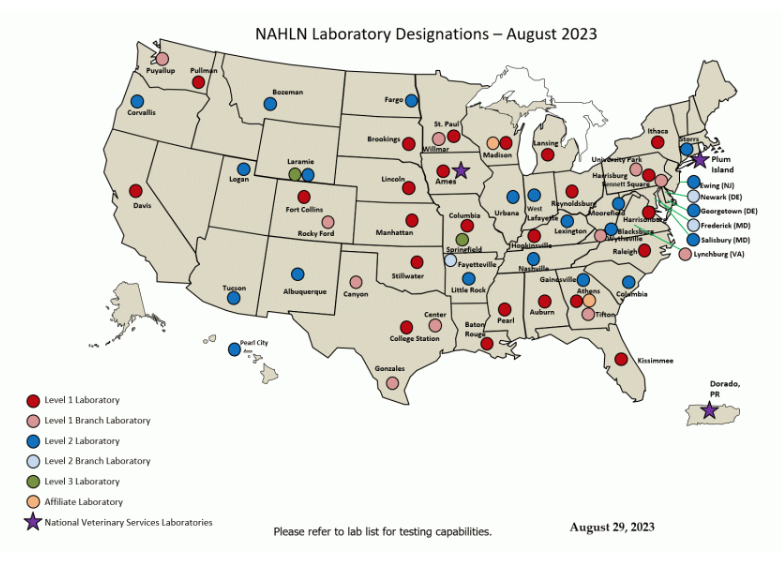 NAHLN Laboratory Designations – August 2023
Puyallup
Pullman
Corvallis
Bozeman
Fargo
St. Paul
Willmar
Brookings
Madison
Lansing
Ithaca
Storrs
Plum
Island
University Park
Harrisburg
Kennett Square
Ewing (NJ)
Newark (DE)
Georgetown (DE)
Frederick (MD)
Salisbury (MD)
Lynchburg (VA)
Logan
Laramie
Ames
Lincoln
Urbana
West
Lafayette
Reynoldsburg
Moorefield
Harrisonburg
Davis
Fort Collins
Rocky Ford
Manhattan
Columbia
Springfield
Lexington
Blacksburg
Wytheville
Hopkinsville
Raleigh
Nashville
Fayetteville
Stillwater
Little Rock
Gainesville
Athens
Columbia
Tifton
Tucson
Albuquerque
Canyon
Center
College Station
Baton
Rouge
Pearl
Auburn
Pearl City
Gonzales
Kissimmee
Dorado,
PR
Level 1 Laboratory
Level 1 Branch Laboratory
Level 2 Laboratory
Level 2 Branch Laboratory
Level 3 Laboratory
Affiliate Laboratory
National Veterinary Services Laboratories
Please refer to lab list for testing capabilities.
August 29, 2023